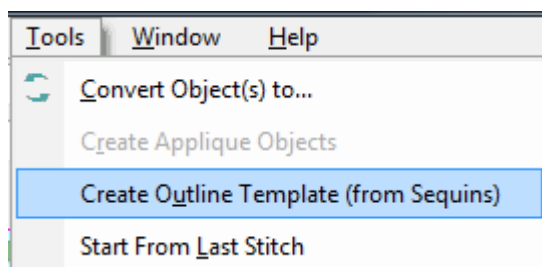 Tools Window Help
Convert Object(s) to...
Create Applique Objects
Create Outline Template (from Sequins)
Start From Last Stitch